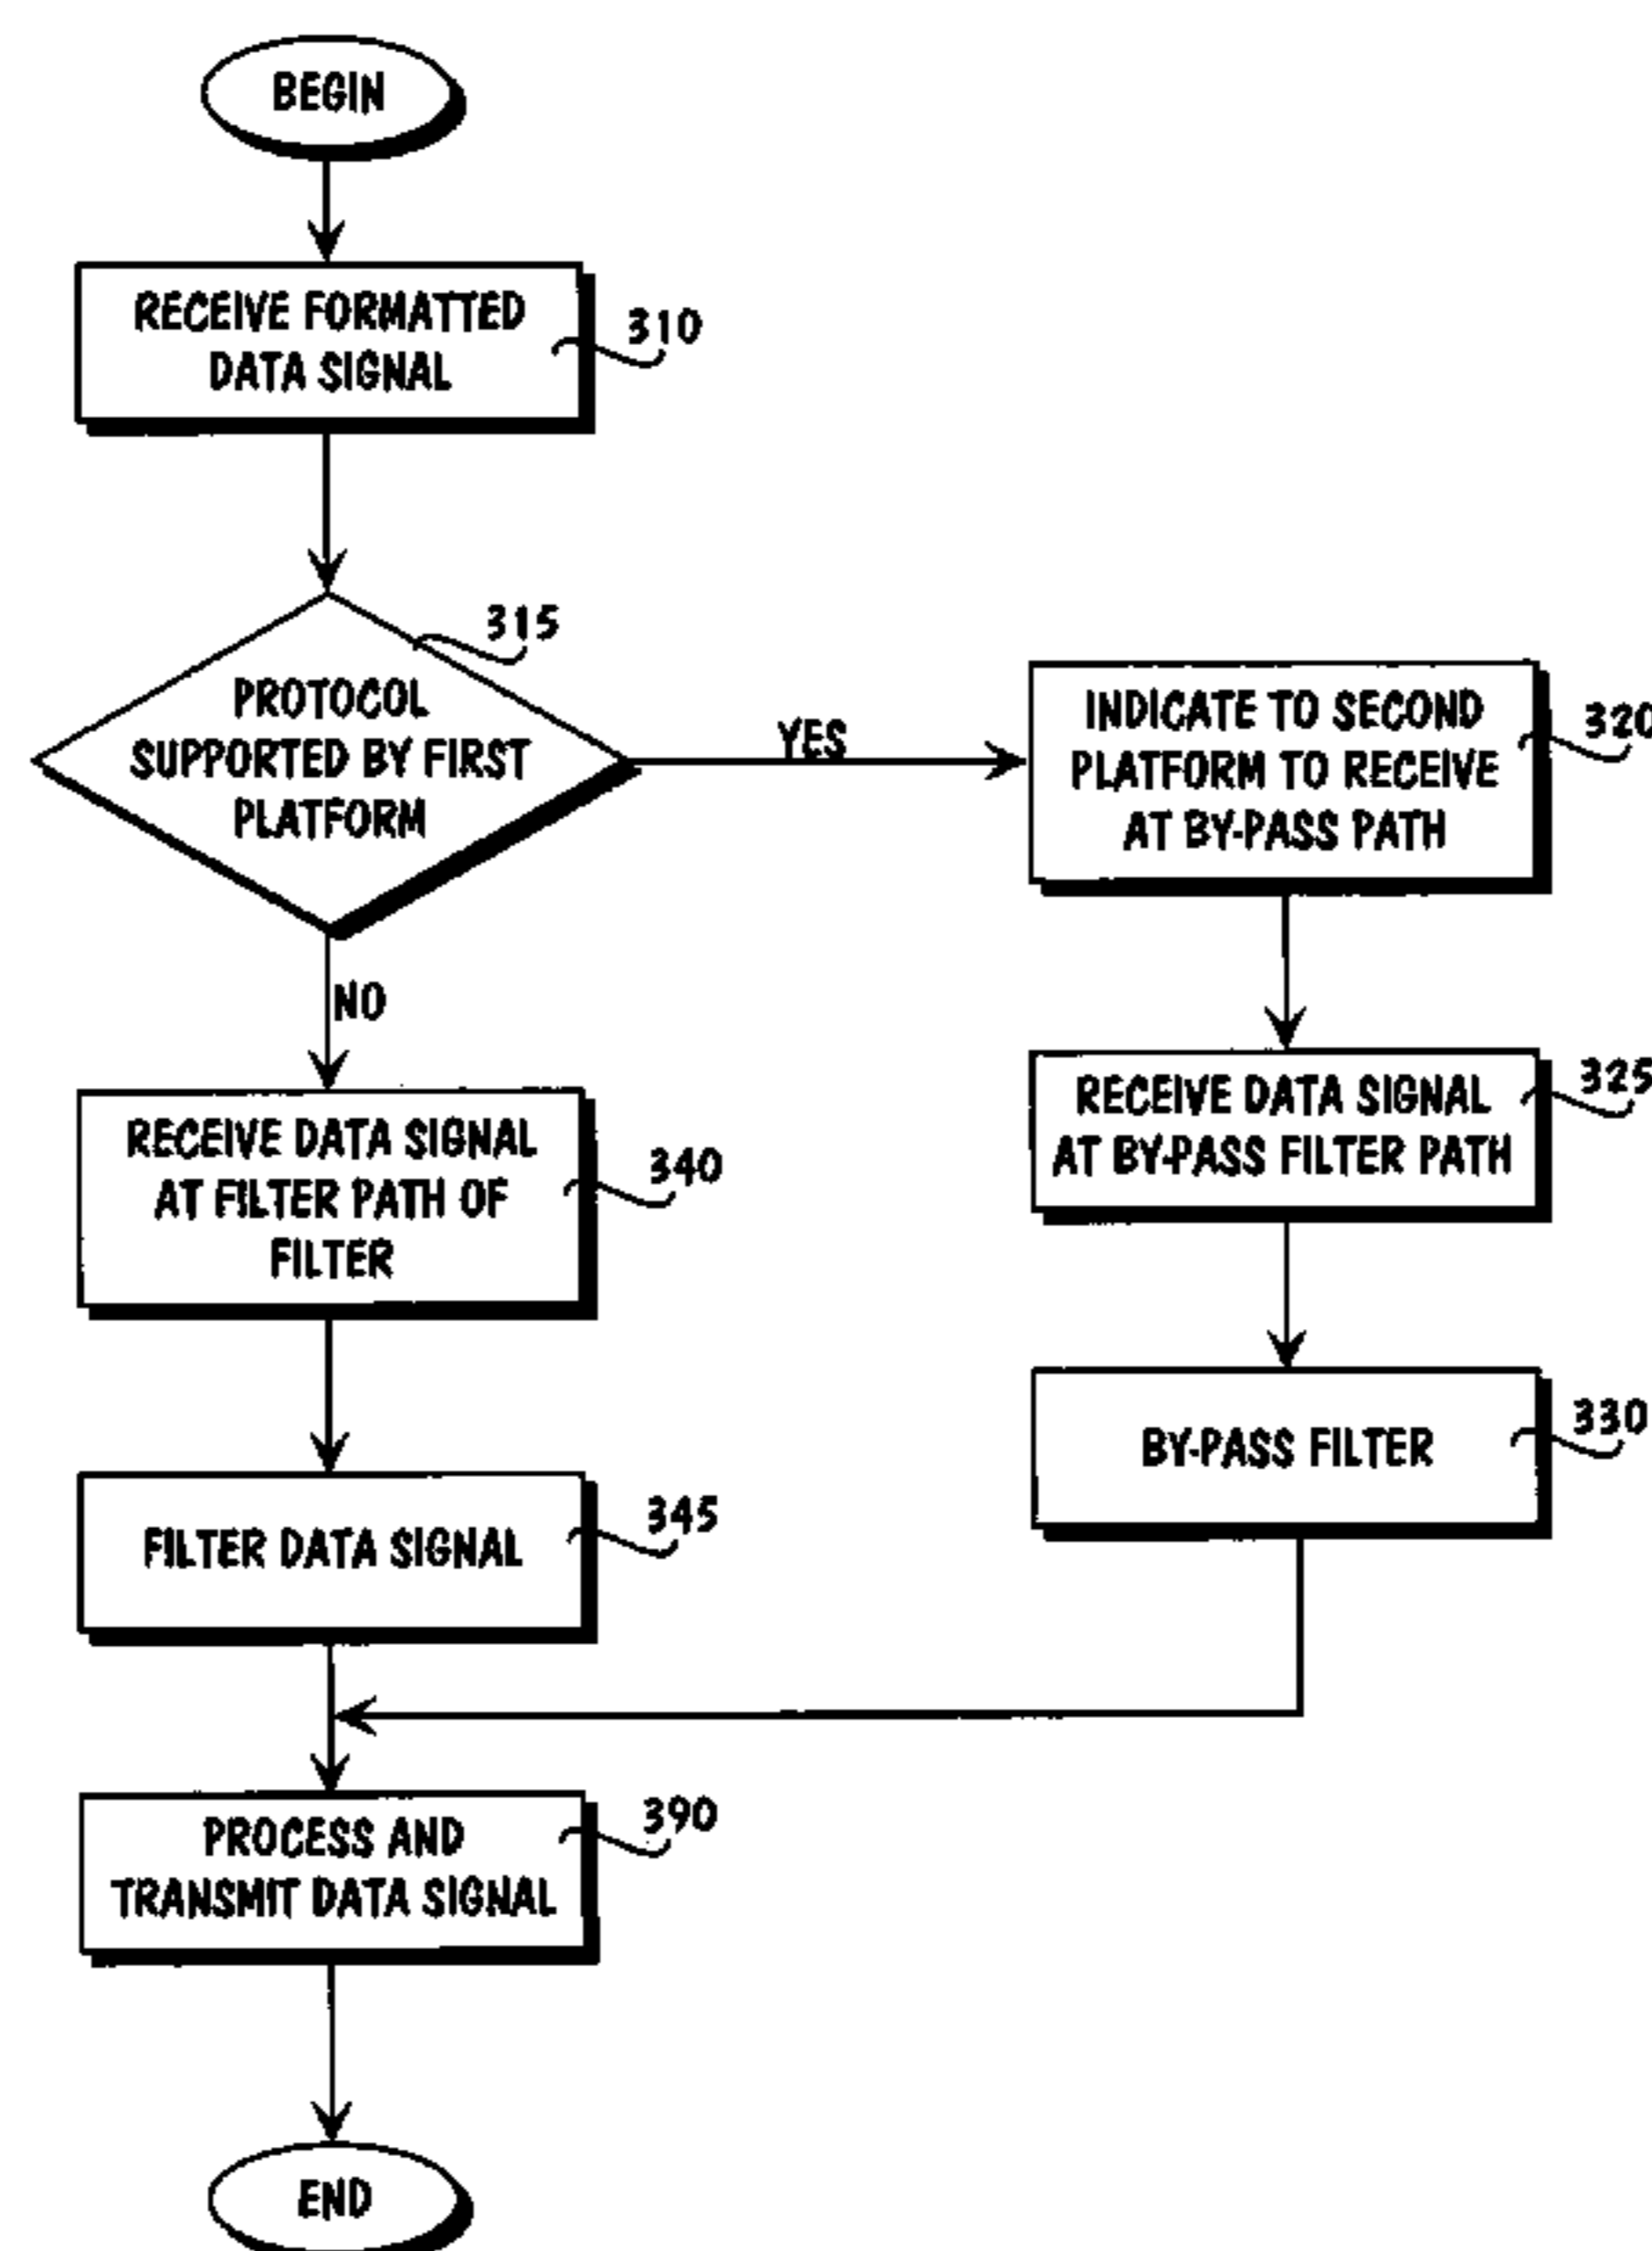 BEGIN
RECEIVE FORMATTED
DATA SIGNAL
310
315
PROTOCOL
SUPPORTED BY FIRST
PLATFORM
YES
INDICATE TO SECOND
PLATFORM TO RECEIVE
AT BY-PASS PATH
320
NO
RECEIVE DATA SIGNAL
AT BY-PASS FILTER PATH
325
RECEIVE DATA SIGNAL
AT FILTER PATH OF
FILTER
340
BY-PASS FILTER
330
FILTER DATA SIGNAL
345
PROCESS AND
TRANSMIT DATA SIGNAL
390
END